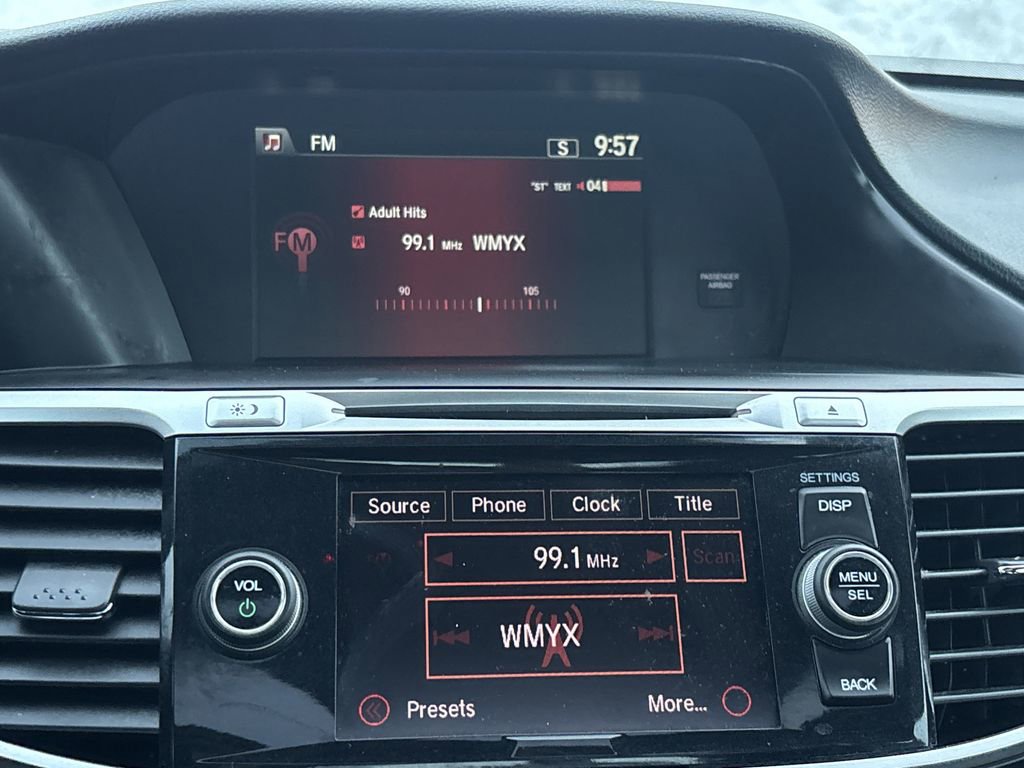 FM S 9:57
"ST" TEXT 04
Adult Hits
FM 99.1 MHz WMYX
90 105
PASSENGER
AIRBAG
SETTINGS
Source Phone Clock Title
DISP
99.1 MHz Scan
VOL
MENU
SEL
WMYX
BACK
Presets More...